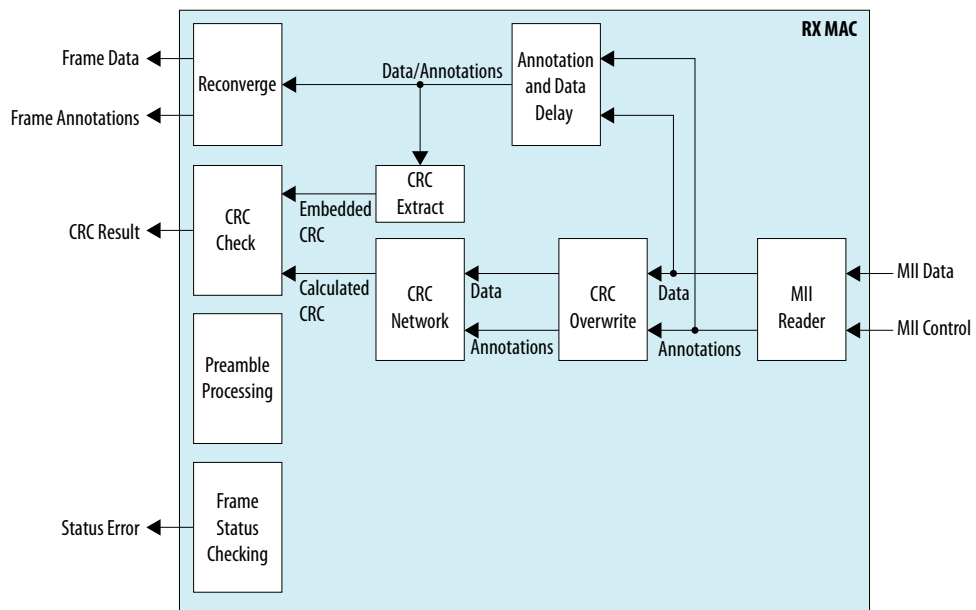 RX MAC
Frame Data
Frame Annotations
Reconverge
Data/Annotations
Annotation
and Data
Delay
CRC
Extract
Embedded
CRC
CRC Result
CRC
Check
Calculated
CRC
CRC
Network
Data
Annotations
CRC
Overwrite
Data
Annotations
MII
Reader
MII Data
MII Control
Preamble
Processing
Status Error
Frame
Status
Checking